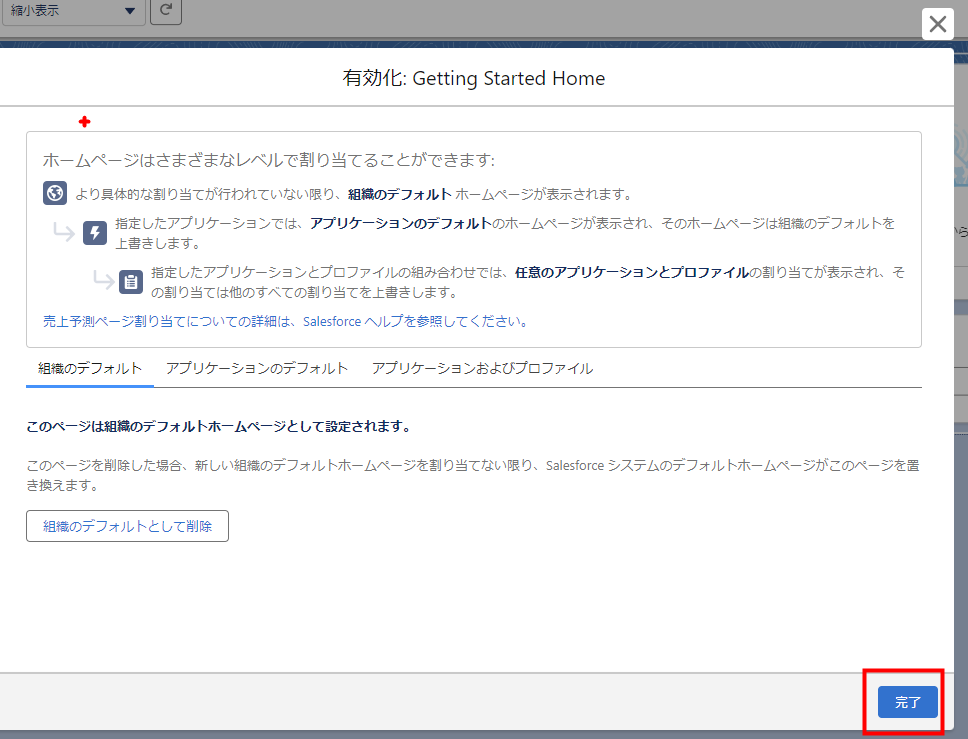 縮小表示
有効化: Getting Started Home
ホームページはさまざまなレベルで割り当てることができます:
より具体的な割り当てが行われていない限り、組織のデフォルト ホームページが表示されます。
指定したアプリケーションでは、アプリケーションのデフォルトのホームページが表示され、そのホームページは組織のデフォルトを
上書きします。
指定したアプリケーションとプロファイルの組み合わせでは、任意のアプリケーションとプロファイルの割り当てが表示され、そ
の割り当ては他のすべての割り当てを上書きします。
売上予測ページ割り当てについての詳細は、Salesforce ヘルプを参照してください。
組織のデフォルト アプリケーションのデフォルト アプリケーションおよびプロファイル
このページは組織のデフォルトホームページとして設定されます。
このページを削除した場合、新しい組織のデフォルトホームページを割り当てない限り、Salesforce システムのデフォルトホームページがこのページを置
き換えます。
組織のデフォルトとして削除
完了